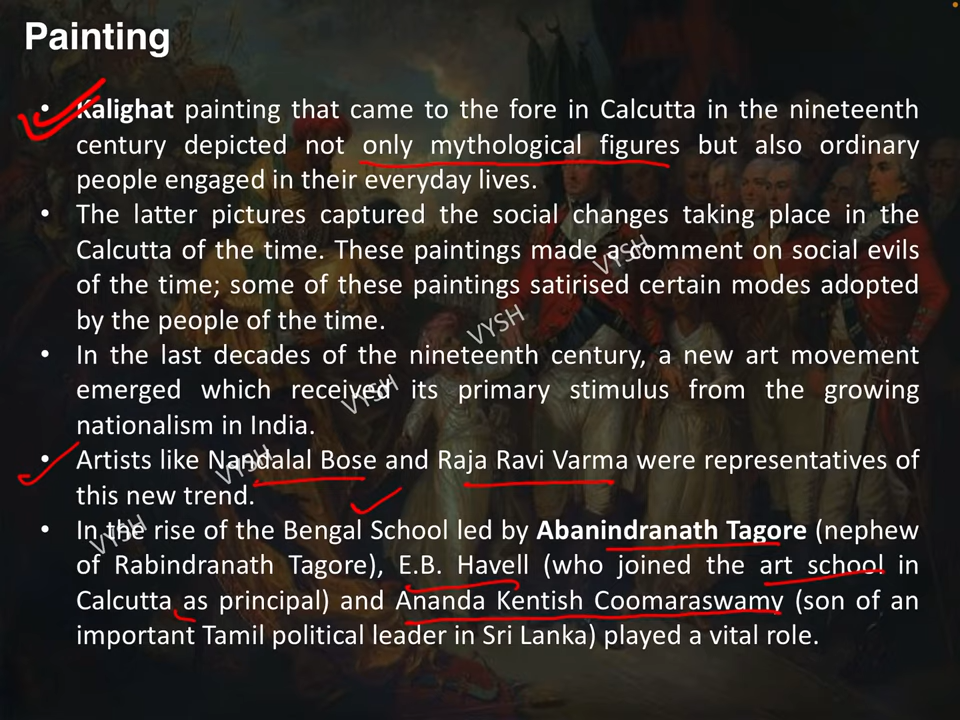 Painting
• Kalighat painting that came to the fore in Calcutta in the nineteenth
century depicted not only mythological figures but also ordinary
people engaged in their everyday lives.
• The latter pictures captured the social changes taking place in the
Calcutta of the time. These paintings made a comment on social evils
of the time; some of these paintings satirised certain modes adopted
by the people of the time.
• In the last decades of the nineteenth century, a new art movement
emerged which received its primary stimulus from the growing
nationalism in India.
• Artists like Nandalal Bose and Raja Ravi Varma were representatives of
this new trend.
• In the rise of the Bengal School led by Abanindranath Tagore (nephew
of Rabindranath Tagore), E.B. Havell (who joined the art school in
Calcutta as principal) and Ananda Kentish Coomaraswamy (son of an
important Tamil political leader in Sri Lanka) played a vital role.
VYSH
VYSH
VYSH
VYSH
VYSH